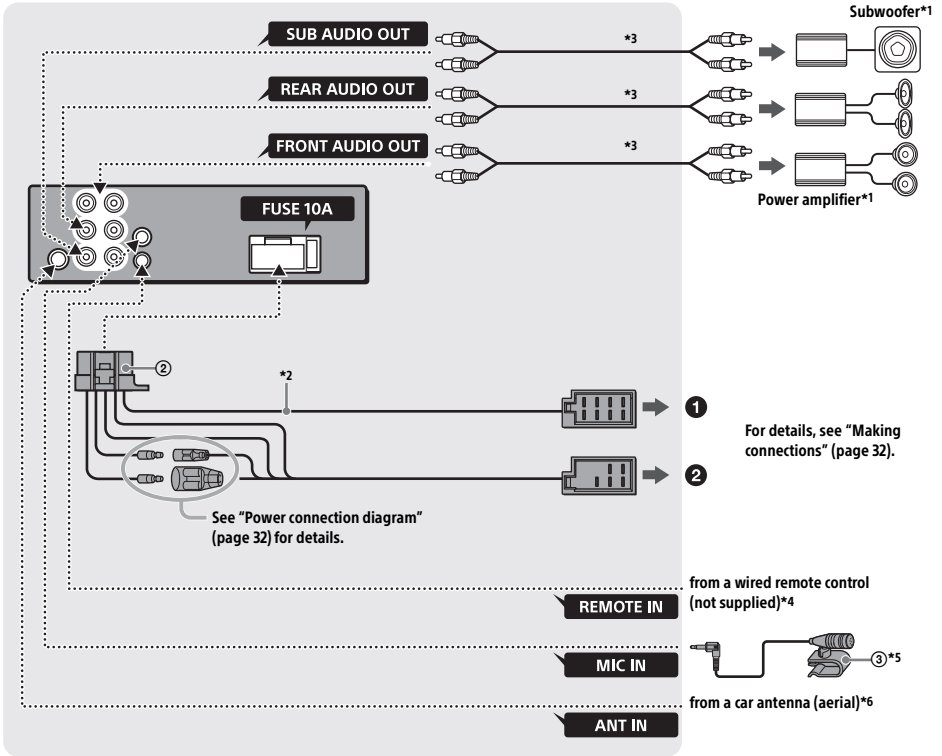 Subwoofer*1
SUB AUDIO OUT
*3
REAR AUDIO OUT
*3
FRONT AUDIO OUT
*3
Power amplifier*1
FUSE 10A
②
*2
❶
For details, see “Making
connections” (page 32).
❷
See “Power connection diagram”
(page 32) for details.
from a wired remote control
(not supplied)*4
REMOTE IN
③*5
MIC IN
from a car antenna (aerial)*6
ANT IN